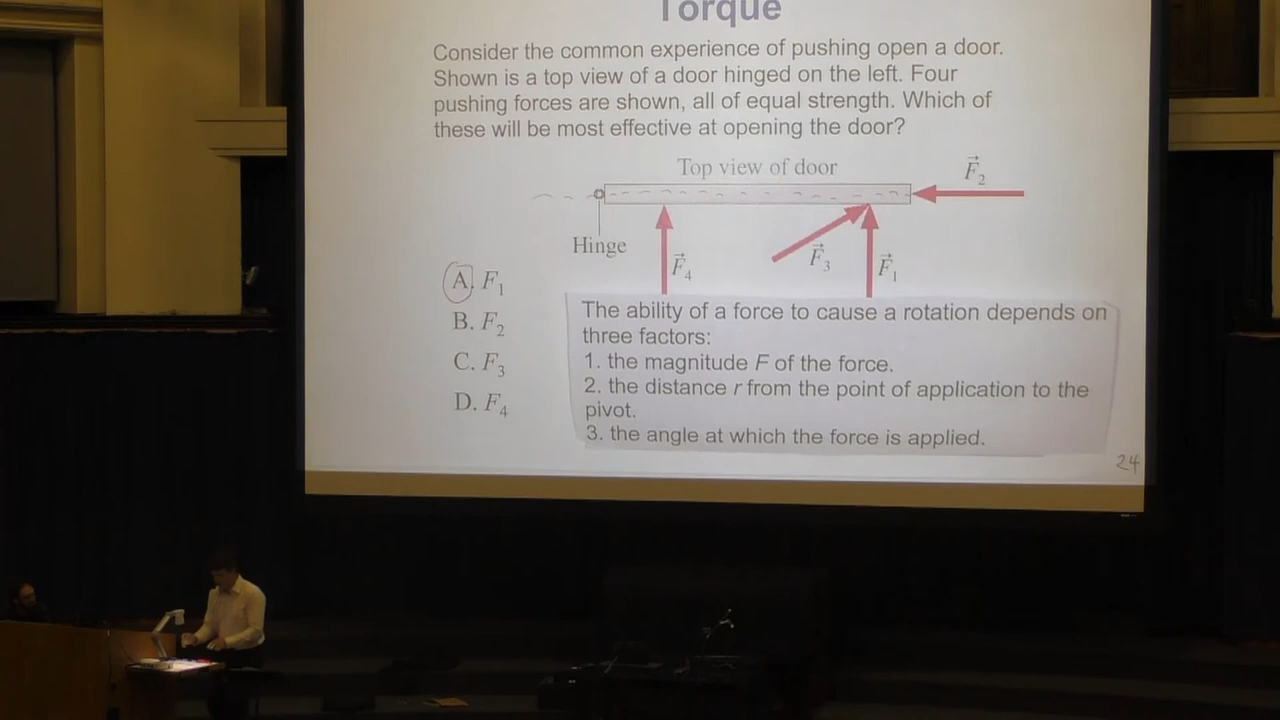 Torque
Consider the common experience of pushing open a door.
Shown is a top view of a door hinged on the left. Four
pushing forces are shown, all of equal strength. Which of
these will be most effective at opening the door?
Top view of door
F⃗₂
Hinge
F⃗₄
F⃗₃
F⃗₁
A. F₁
B. F₂
C. F₃
D. F₄
The ability of a force to cause a rotation depends on
three factors:
1. the magnitude F of the force.
2. the distance r from the point of application to the
pivot.
3. the angle at which the force is applied.
24